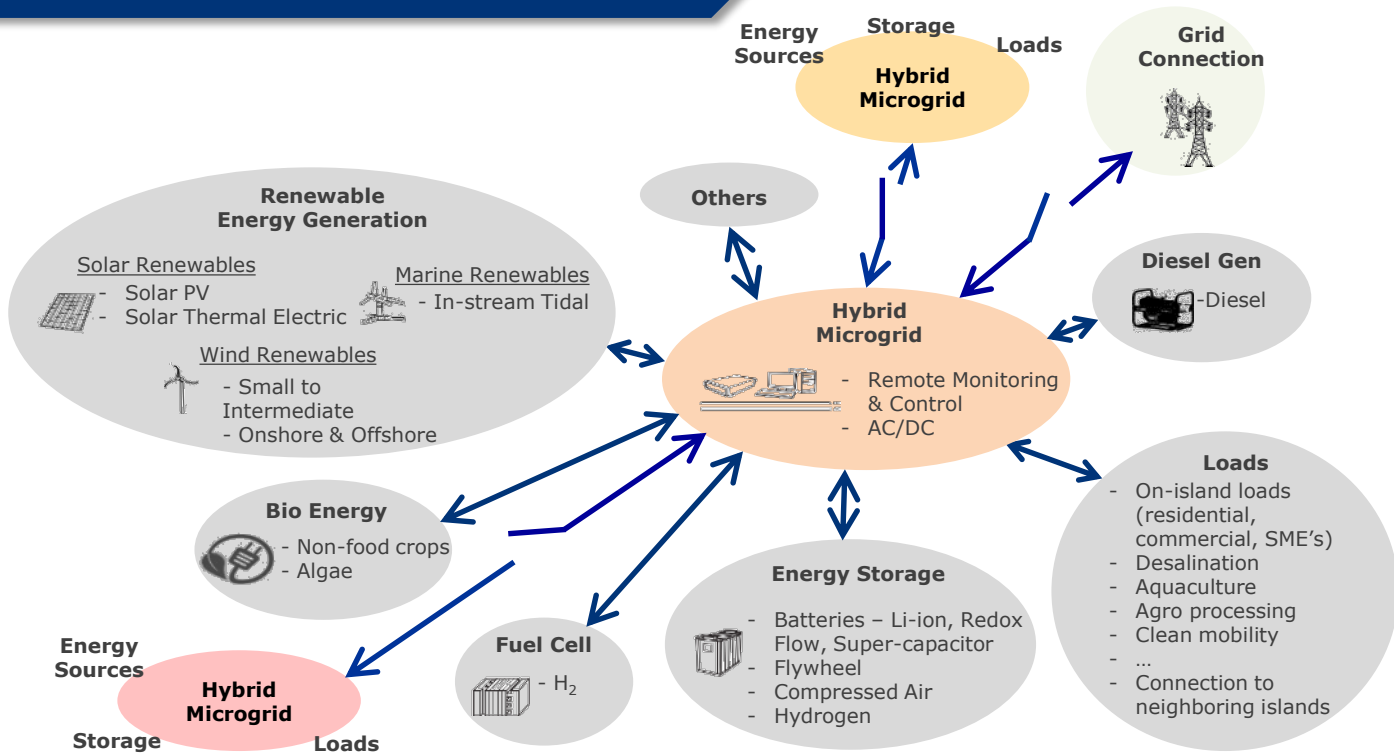 Energy
Sources
Storage
Loads
Hybrid
Microgrid
Grid
Connection
Renewable
Energy Generation
Solar Renewables
- Solar PV
- Solar Thermal Electric
Marine Renewables
- In-stream Tidal
Wind Renewables
- Small to
Intermediate
- Onshore & Offshore
Others
Diesel Gen
-Diesel
Hybrid
Microgrid
- Remote Monitoring
& Control
- AC/DC
Bio Energy
- Non-food crops
- Algae
Loads
- On-island loads
(residential,
commercial, SME's)
- Desalination
- Aquaculture
- Agro processing
- Clean mobility
- …
- Connection to
neighboring islands
Energy Storage
- Batteries – Li-ion, Redox
Flow, Super-capacitor
- Flywheel
- Compressed Air
- Hydrogen
Fuel Cell
- H₂
Energy
Sources
Hybrid
Microgrid
Storage
Loads